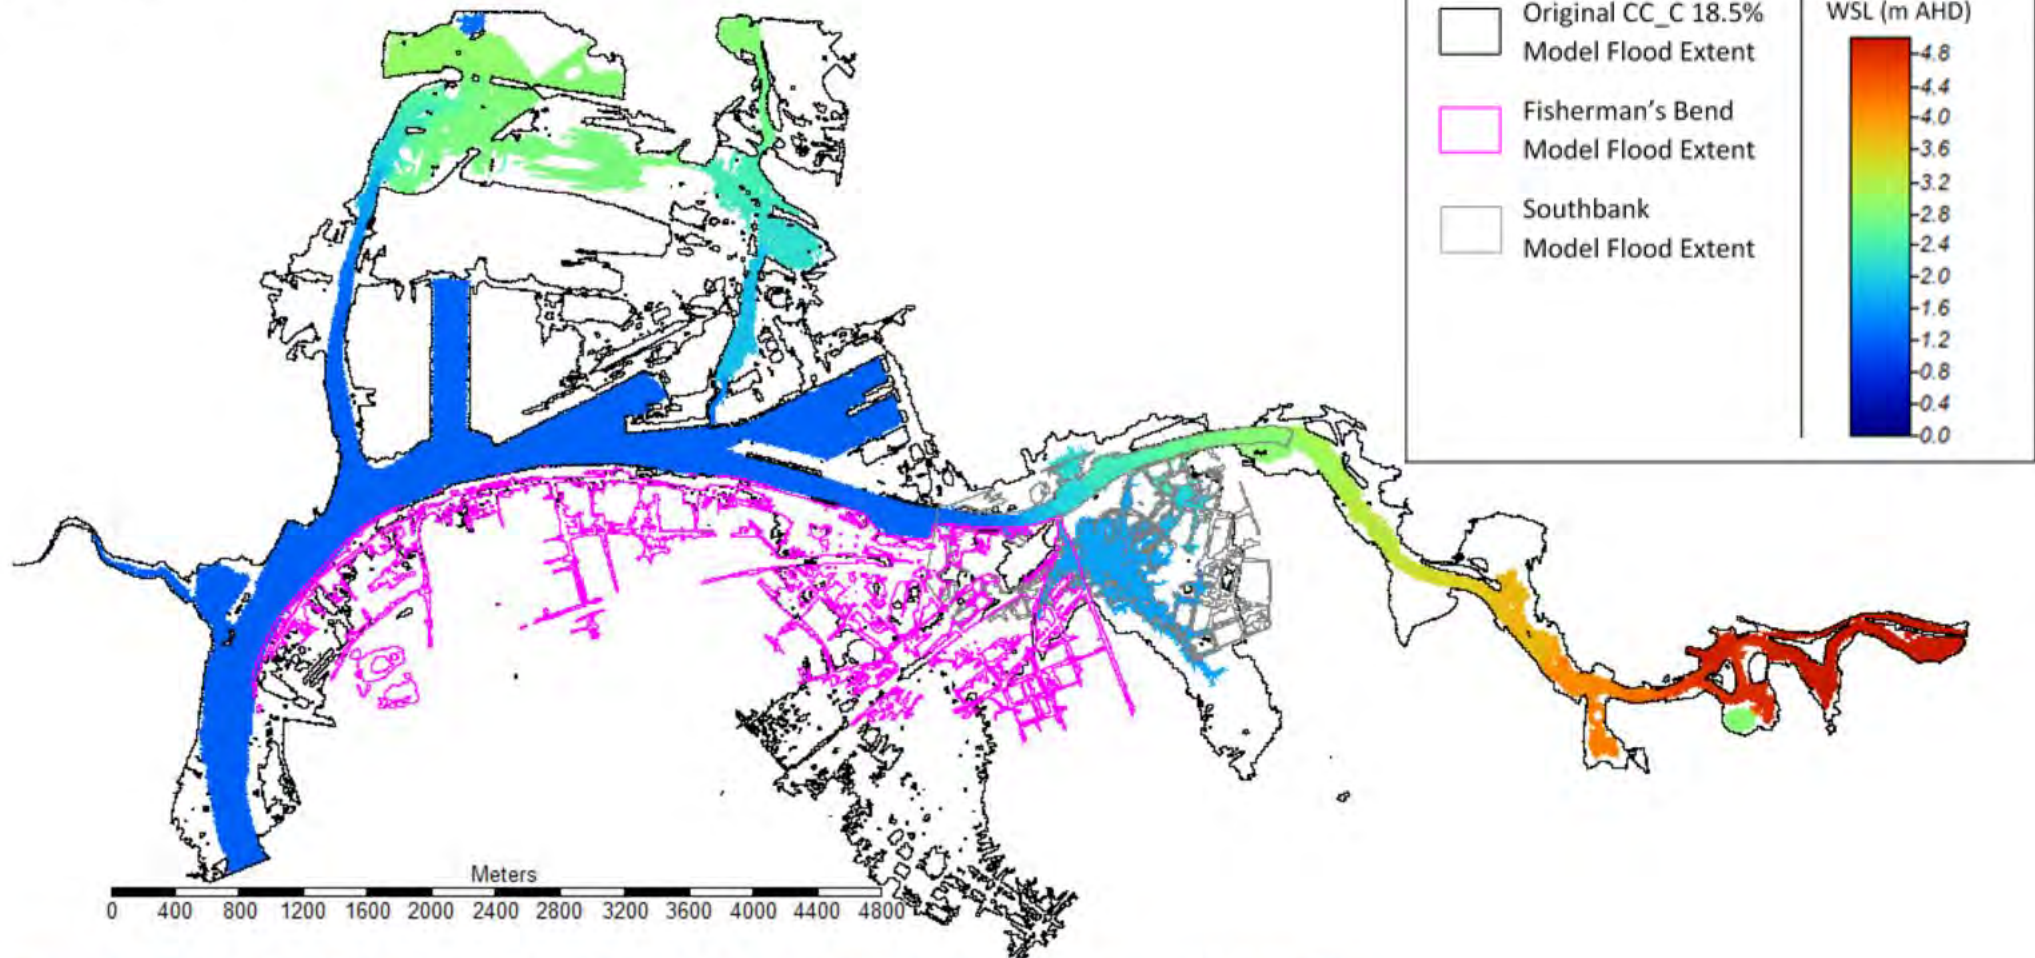 Original CC_C 18.5%
Model Flood Extent
Fisherman's Bend
Model Flood Extent
Southbank
Model Flood Extent
WSL (m AHD)
4.8
4.4
4.0
3.6
3.2
2.8
2.4
2.0
1.6
1.2
0.8
0.4
0.0
Meters
0 400 800 1200 1600 2000 2400 2800 3200 3600 4000 4400 4800